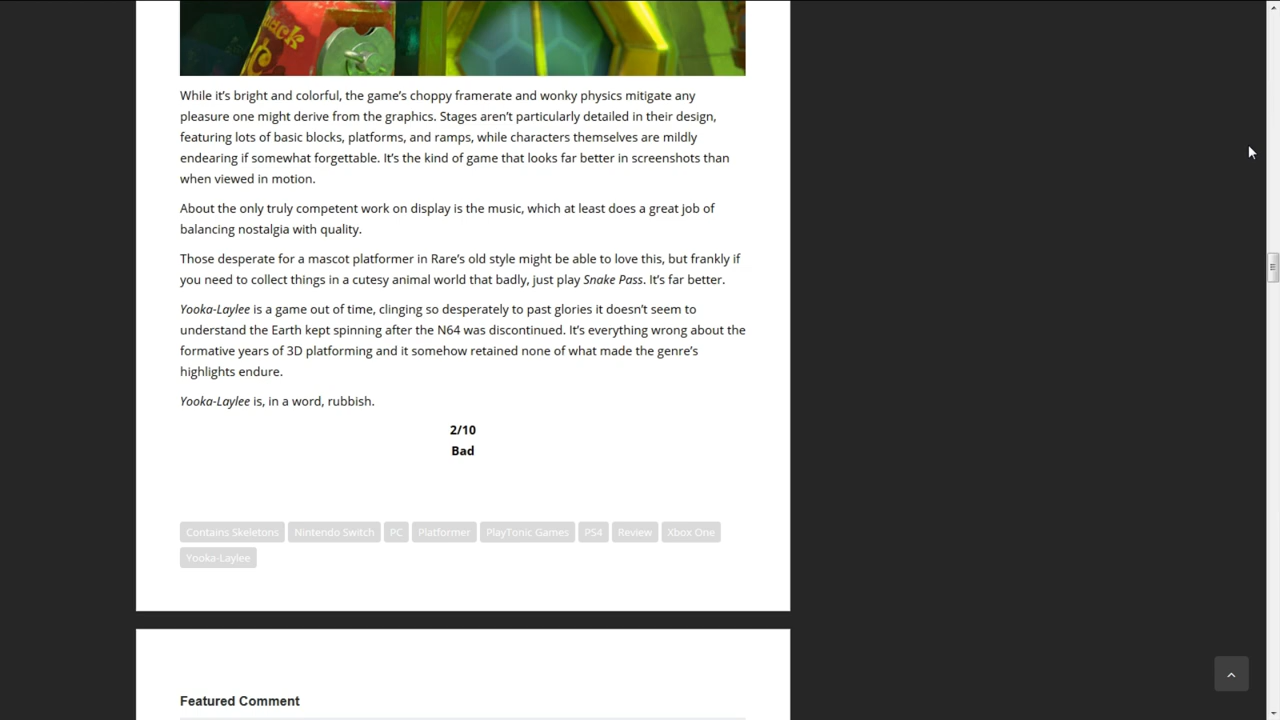 While it's bright and colorful, the game's choppy framerate and wonky physics mitigate any
pleasure one might derive from the graphics. Stages aren't particularly detailed in their design,
featuring lots of basic blocks, platforms, and ramps, while characters themselves are mildly
endearing if somewhat forgettable. It's the kind of game that looks far better in screenshots than
when viewed in motion.
About the only truly competent work on display is the music, which at least does a great job of
balancing nostalgia with quality.
Those desperate for a mascot platformer in Rare's old style might be able to love this, but frankly if
you need to collect things in a cutesy animal world that badly, just play Snake Pass. It's far better.
Yooka-Laylee is a game out of time, clinging so desperately to past glories it doesn't seem to
understand the Earth kept spinning after the N64 was discontinued. It's everything wrong about the
formative years of 3D platforming and it somehow retained none of what made the genre's
highlights endure.
Yooka-Laylee is, in a word, rubbish.
2/10
Bad
Contains Skeletons Nintendo Switch PC Platformer PlayTonic Games PS4 Review Xbox One
Yooka-Laylee
Featured Comment